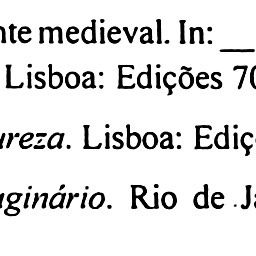 nte medieval. In: __
Lisboa: Edições 70
ureza. Lisboa: Ediç
aginário. Rio de Ja